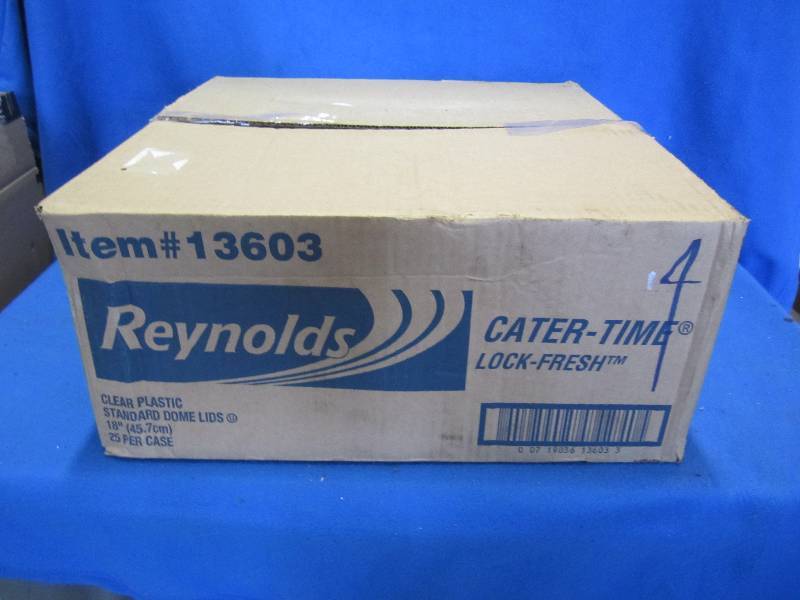 Item#13603
Reynolds
CATER-TIME®
LOCK-FRESH™
4
CLEAR PLASTIC
STANDARD DOME LIDS Ⓤ
18" (45.7cm)
25 PER CASE
0 07 19036 13603 3